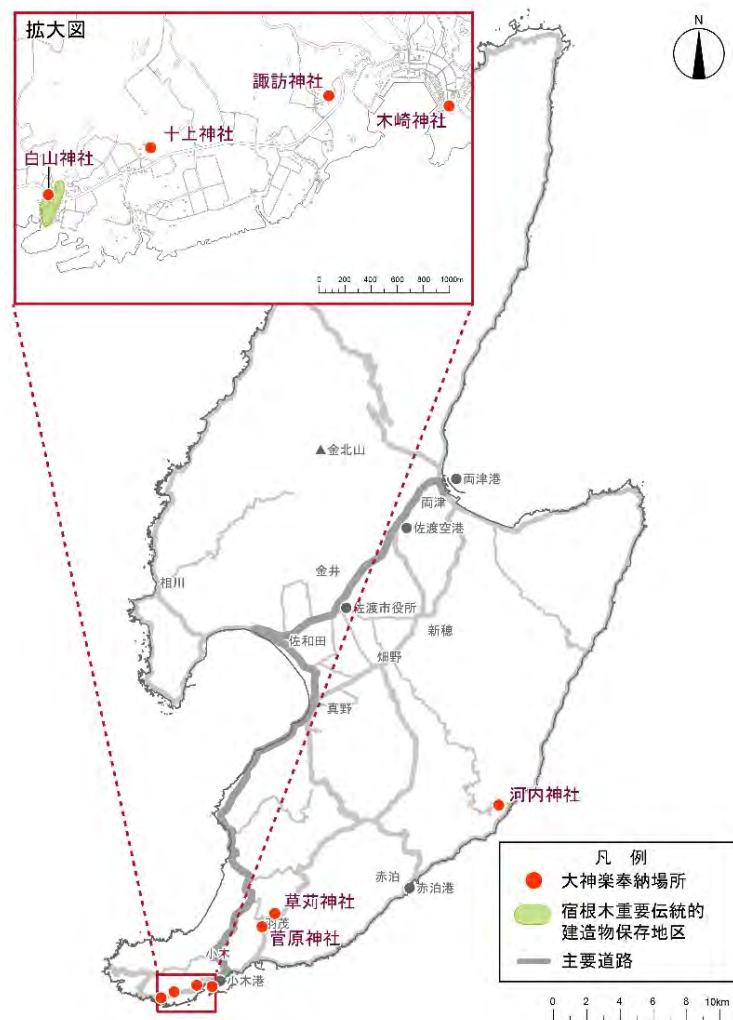 拡大図
N
諏訪神社
木崎神社
十上神社
白山神社
0 200 400 600 800 1000m
▲金北山
両津港
両津
佐渡空港
金井
相川
佐渡市役所
新穂
佐和田
畑野
真野
河内神社
赤泊
赤泊港
草苅神社
羽茂
菅原神社
小木
小木港
凡 例
大神楽奉納場所
宿根木重要伝統的
建造物保存地区
主要道路
0 2 4 6 8 10km